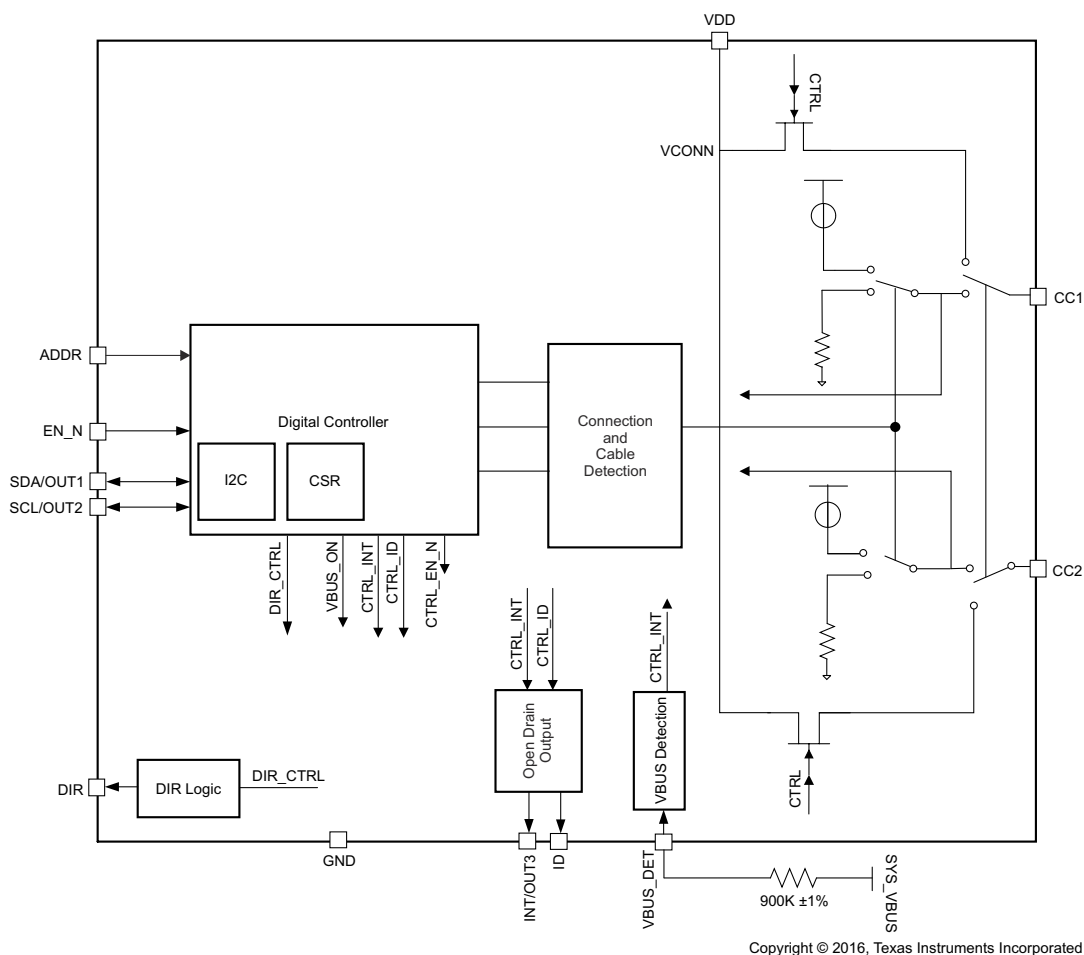 VDD
CTRL
VCONN
CC1
ADDR
EN_N
SDA/OUT1
SCL/OUT2
Digital Controller
I2C
CSR
Connection
and
Cable
Detection
CC2
DIR_CTRL
VBUS_ON
CTRL_INT
CTRL_ID
CTRL_EN_N
CTRL_INT
CTRL_ID
CTRL_INT
Open Drain
Output
VBUS Detection
CTRL
DIR
DIR Logic
DIR_CTRL
GND
INT/OUT3
ID
VBUS_DET
900K ±1%
SYS_VBUS
Copyright © 2016, Texas Instruments Incorporated